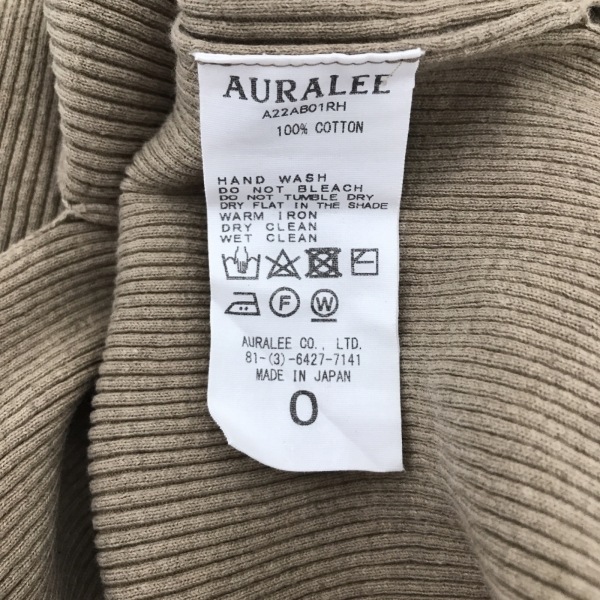 AURALEE
A22AB01RH
100% COTTON
HAND WASH
DO NOT BLEACH
DO NOT TUMBLE DRY
DRY FLAT IN THE SHADE
WARM IRON
DRY CLEAN
WET CLEAN
F W
AURALEE CO., LTD.
81-(3)-6427-7141
MADE IN JAPAN
0